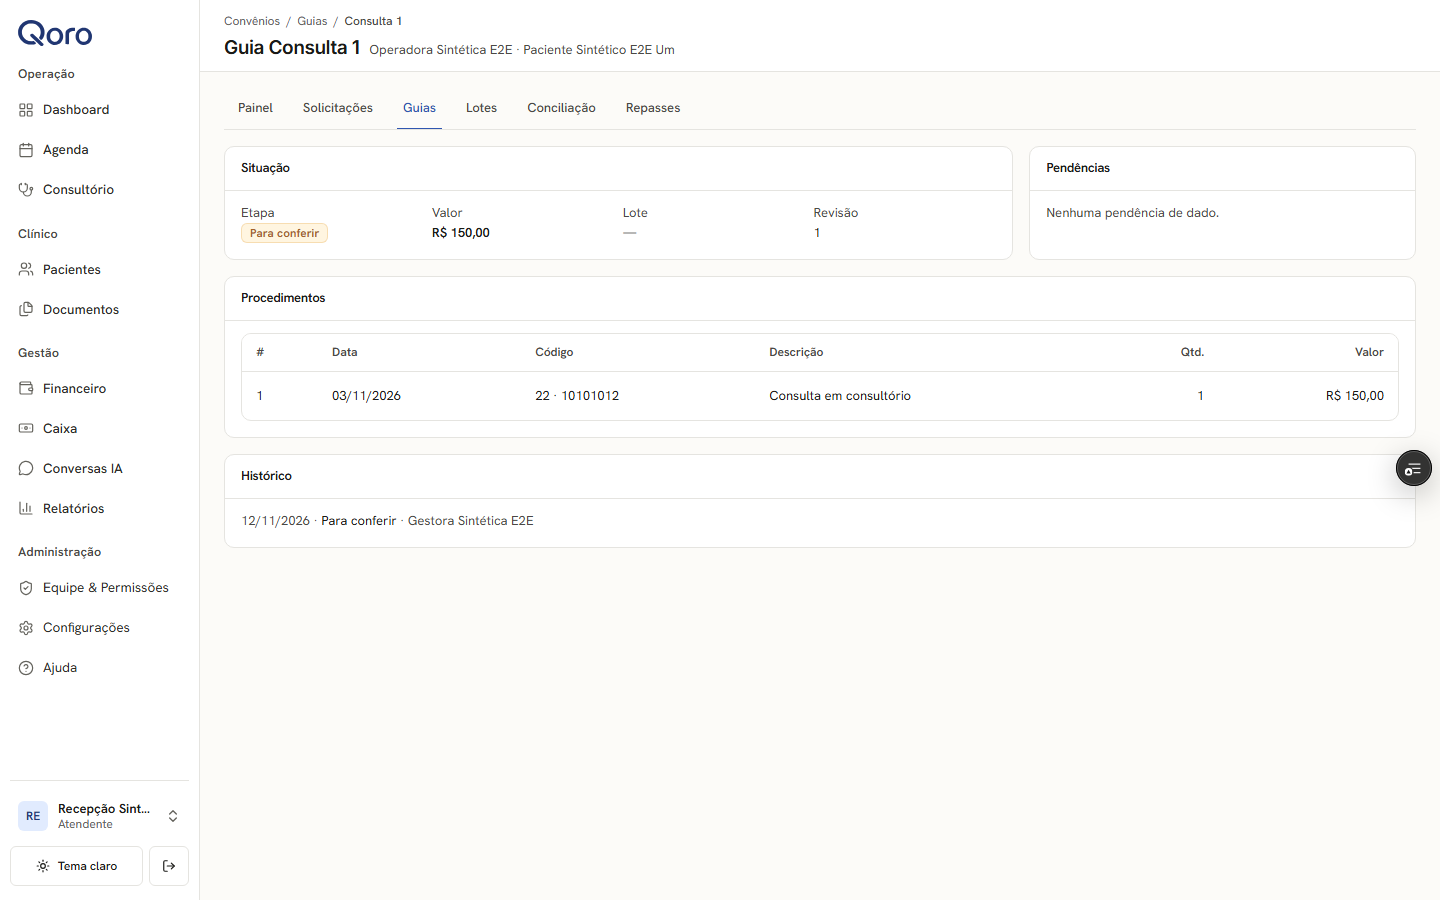 Qoro
Operação
Dashboard
Agenda
Consultório
Clínico
Pacientes
Documentos
Gestão
Financeiro
Caixa
Conversas IA
Relatórios
Administração
Equipe & Permissões
Configurações
Ajuda
RE
Recepção Sint...
Atendente
Tema claro
Convênios / Guias / Consulta 1
Guia Consulta 1 Operadora Sintética E2E · Paciente Sintético E2E Um
Painel Solicitações Guias Lotes Conciliação Repasses
Situação
Etapa Valor Lote Revisão
Para conferir R$ 150,00 — 1
Pendências
Nenhuma pendência de dado.
Procedimentos
# Data Código Descrição Qtd. Valor
1 03/11/2026 22 · 10101012 Consulta em consultório 1 R$ 150,00
Histórico
12/11/2026 · Para conferir · Gestora Sintética E2E